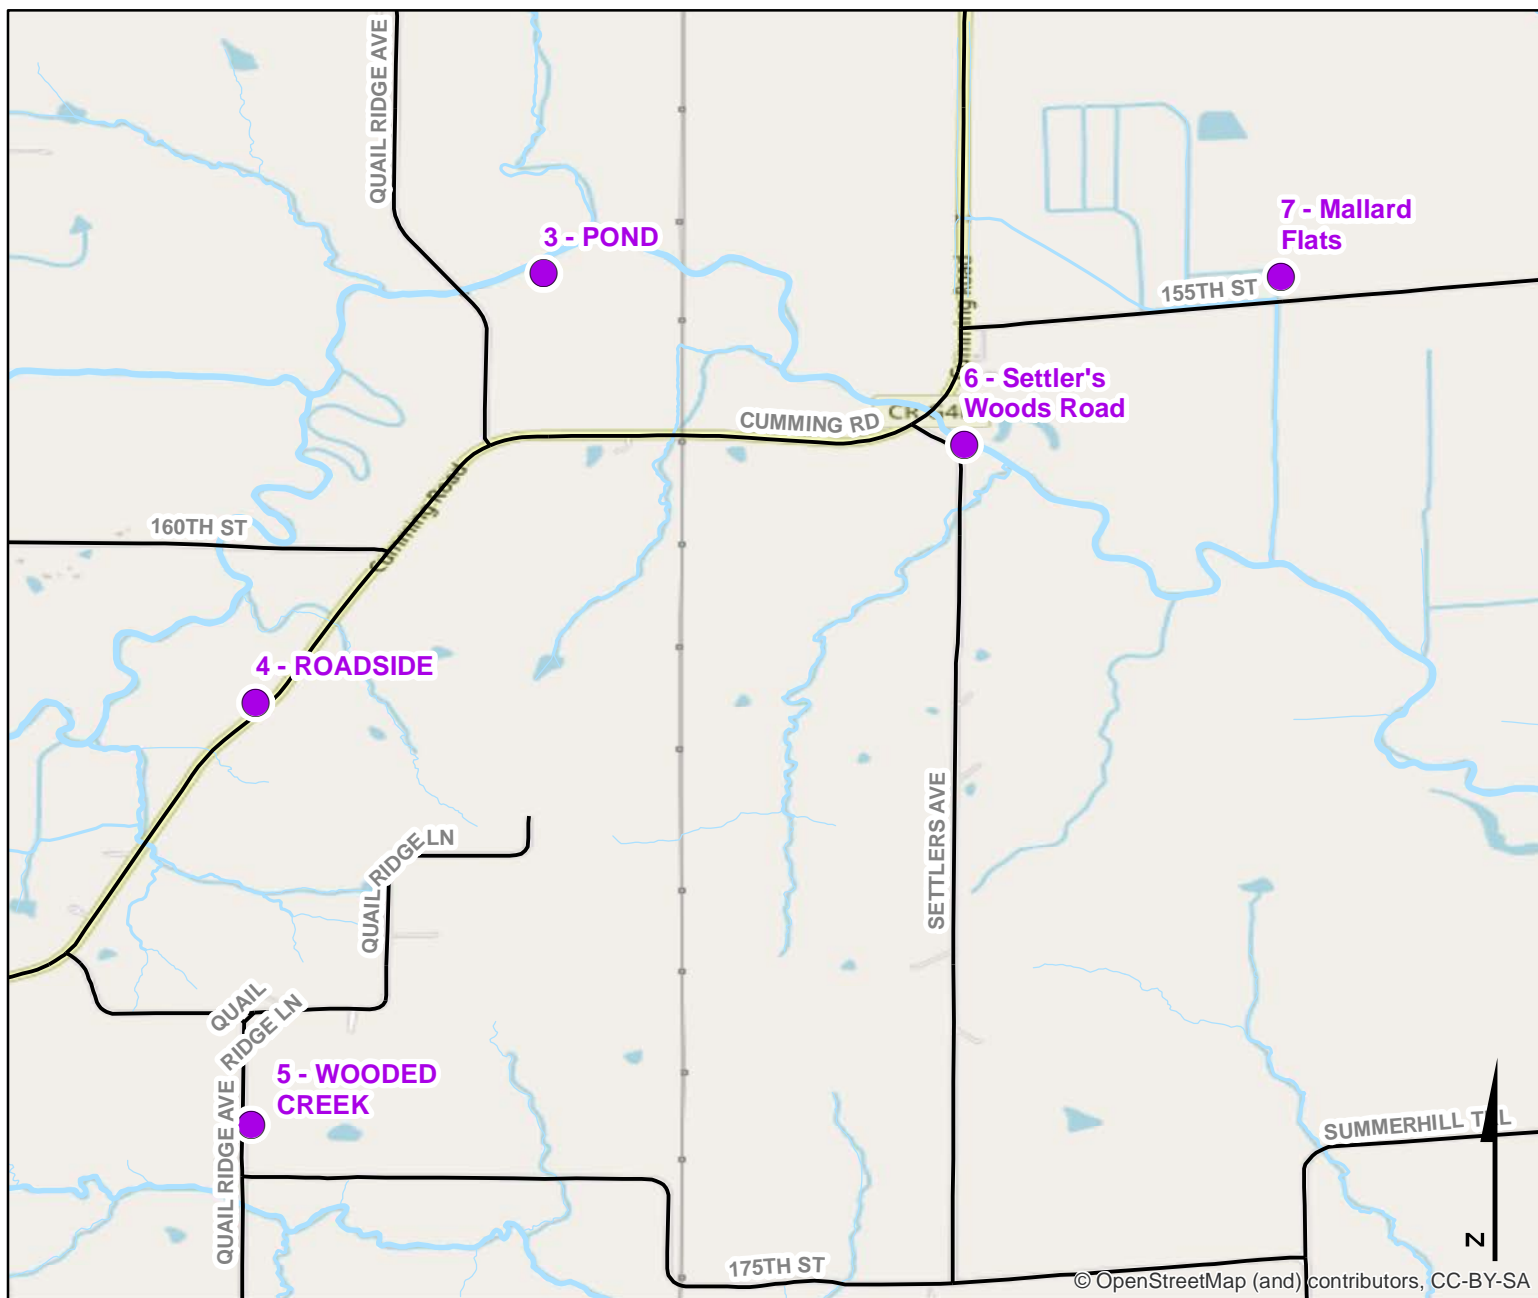 QUAIL RIDGE AVE
3 - POND
7 - Mallard
Flats
155TH ST
Cumming Road
6 - Settler's
Woods Road
CUMMING RD
Cumming Road
160TH ST
4 - ROADSIDE
SETTLERS AVE
QUAIL RIDGE LN
QUAIL
RIDGE LN
5 - WOODED
CREEK
QUAIL RIDGE AVE
SUMMERHILL
175TH ST
N
© OpenStreetMap (and) contributors, CC-BY-SA